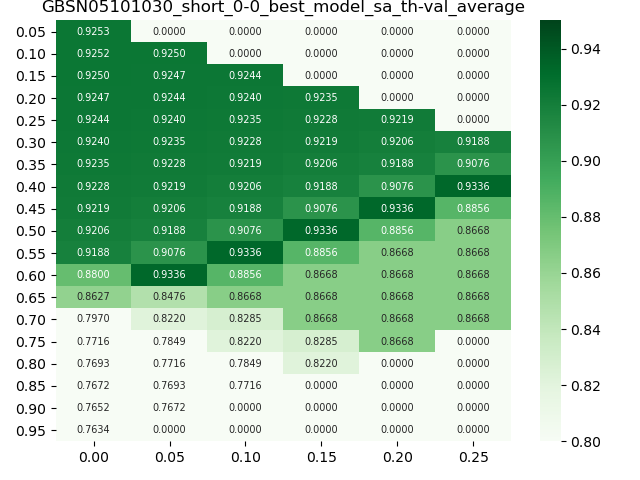 GBSN05101030_short_0-0_best_model_sa_th-val_average
0.05 0.9253 0.0000 0.0000 0.0000 0.0000 0.0000
0.10 0.9252 0.9250 0.0000 0.0000 0.0000 0.0000
0.15 0.9250 0.9247 0.9244 0.0000 0.0000 0.0000
0.20 0.9247 0.9244 0.9240 0.9235 0.0000 0.0000
0.25 0.9244 0.9240 0.9235 0.9228 0.9219 0.0000
0.30 0.9240 0.9235 0.9228 0.9219 0.9206 0.9188
0.35 0.9235 0.9228 0.9219 0.9206 0.9188 0.9076
0.40 0.9228 0.9219 0.9206 0.9188 0.9076 0.9336
0.45 0.9219 0.9206 0.9188 0.9076 0.9336 0.8856
0.50 0.9206 0.9188 0.9076 0.9336 0.8856 0.8668
0.55 0.9188 0.9076 0.9336 0.8856 0.8668 0.8668
0.60 0.8800 0.9336 0.8856 0.8668 0.8668 0.8668
0.65 0.8627 0.8476 0.8668 0.8668 0.8668 0.8668
0.70 0.7970 0.8220 0.8285 0.8668 0.8668 0.8668
0.75 0.7716 0.7849 0.8220 0.8285 0.8668 0.0000
0.80 0.7693 0.7716 0.7849 0.8220 0.0000 0.0000
0.85 0.7672 0.7693 0.7716 0.0000 0.0000 0.0000
0.90 0.7652 0.7672 0.0000 0.0000 0.0000 0.0000
0.95 0.7634 0.0000 0.0000 0.0000 0.0000 0.0000
0.00 0.05 0.10 0.15 0.20 0.25
0.94
0.92
0.90
0.88
0.86
0.84
0.82
0.80